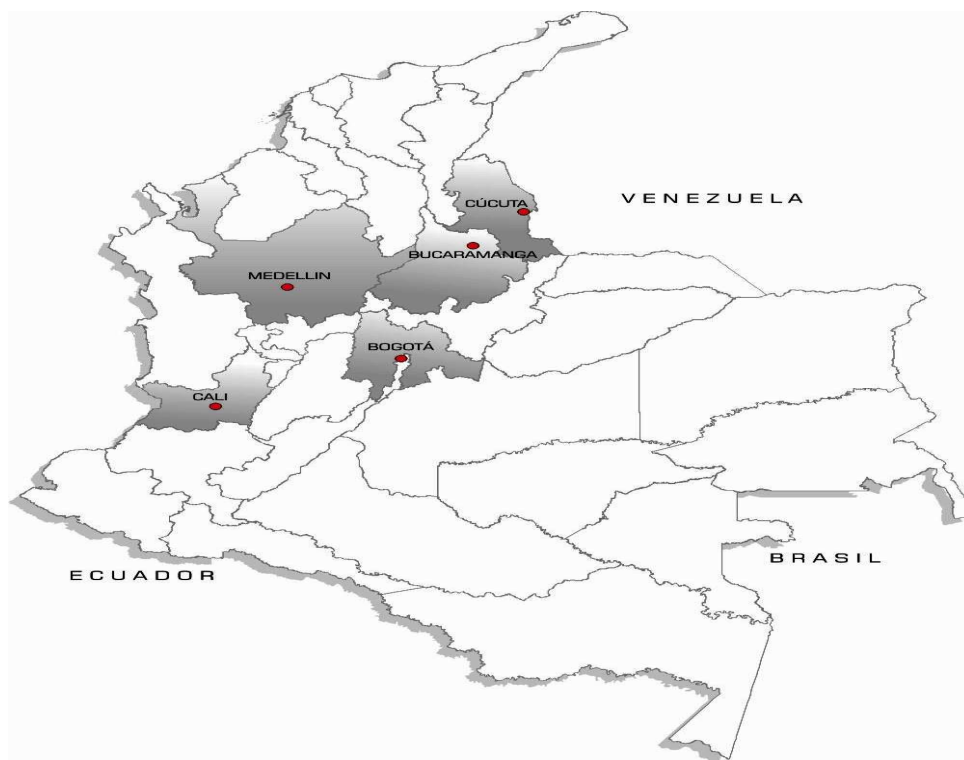 VENEZUELA
CÚCUTA
BUCARAMANGA
MEDELLIN
BOGOTÁ
CALI
BRASIL
ECUADOR